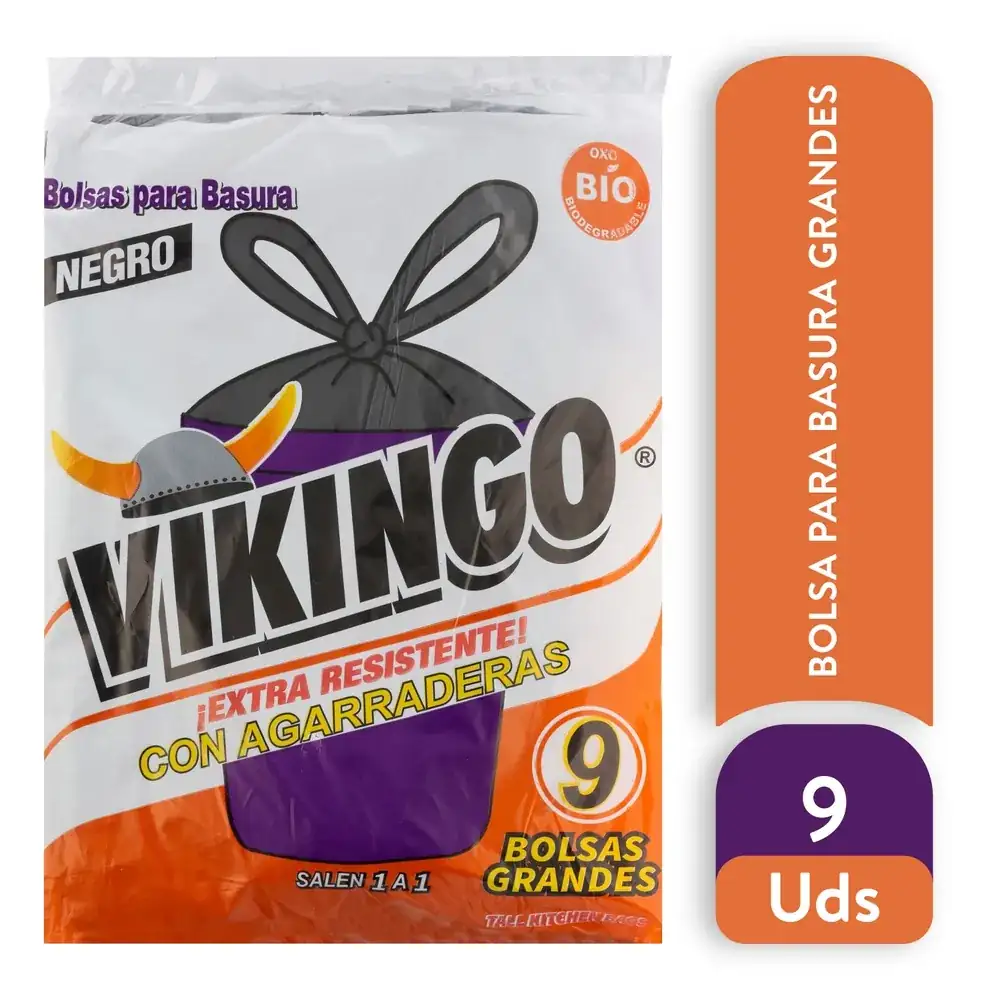 Bolsas para Basura
NEGRO
OXO
BIO
BIODEGRADABLE
VIKINGO®
¡EXTRA RESISTENTE!
CON AGARRADERAS
9
BOLSAS
GRANDES
SALEN 1 A 1
TALL KITCHEN BAGS
BOLSA PARA BASURA GRANDES
9
Uds